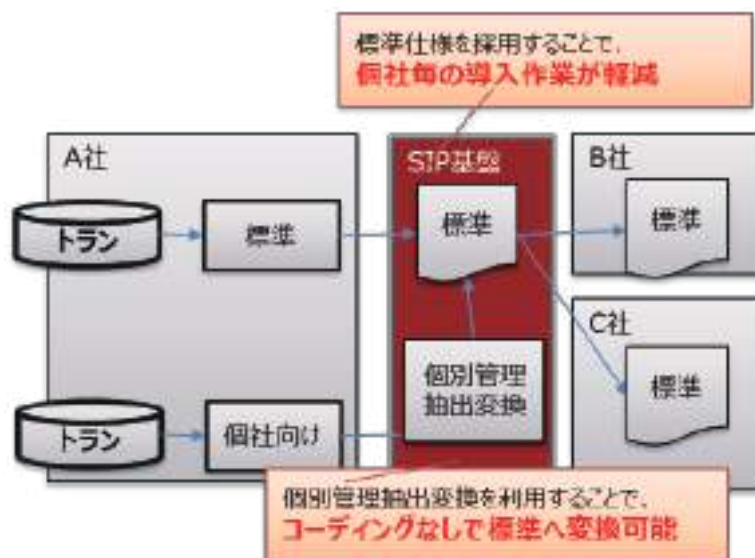 標準仕様を採用することで、
個社毎の導入作業が軽減
A社
SIP基盤
B社
トラン
標準
標準
標準
C社
個別管理
抽出変換
標準
トラン
個社向け
個別管理抽出変換を利用することで、
コーディングなしで標準へ変換可能